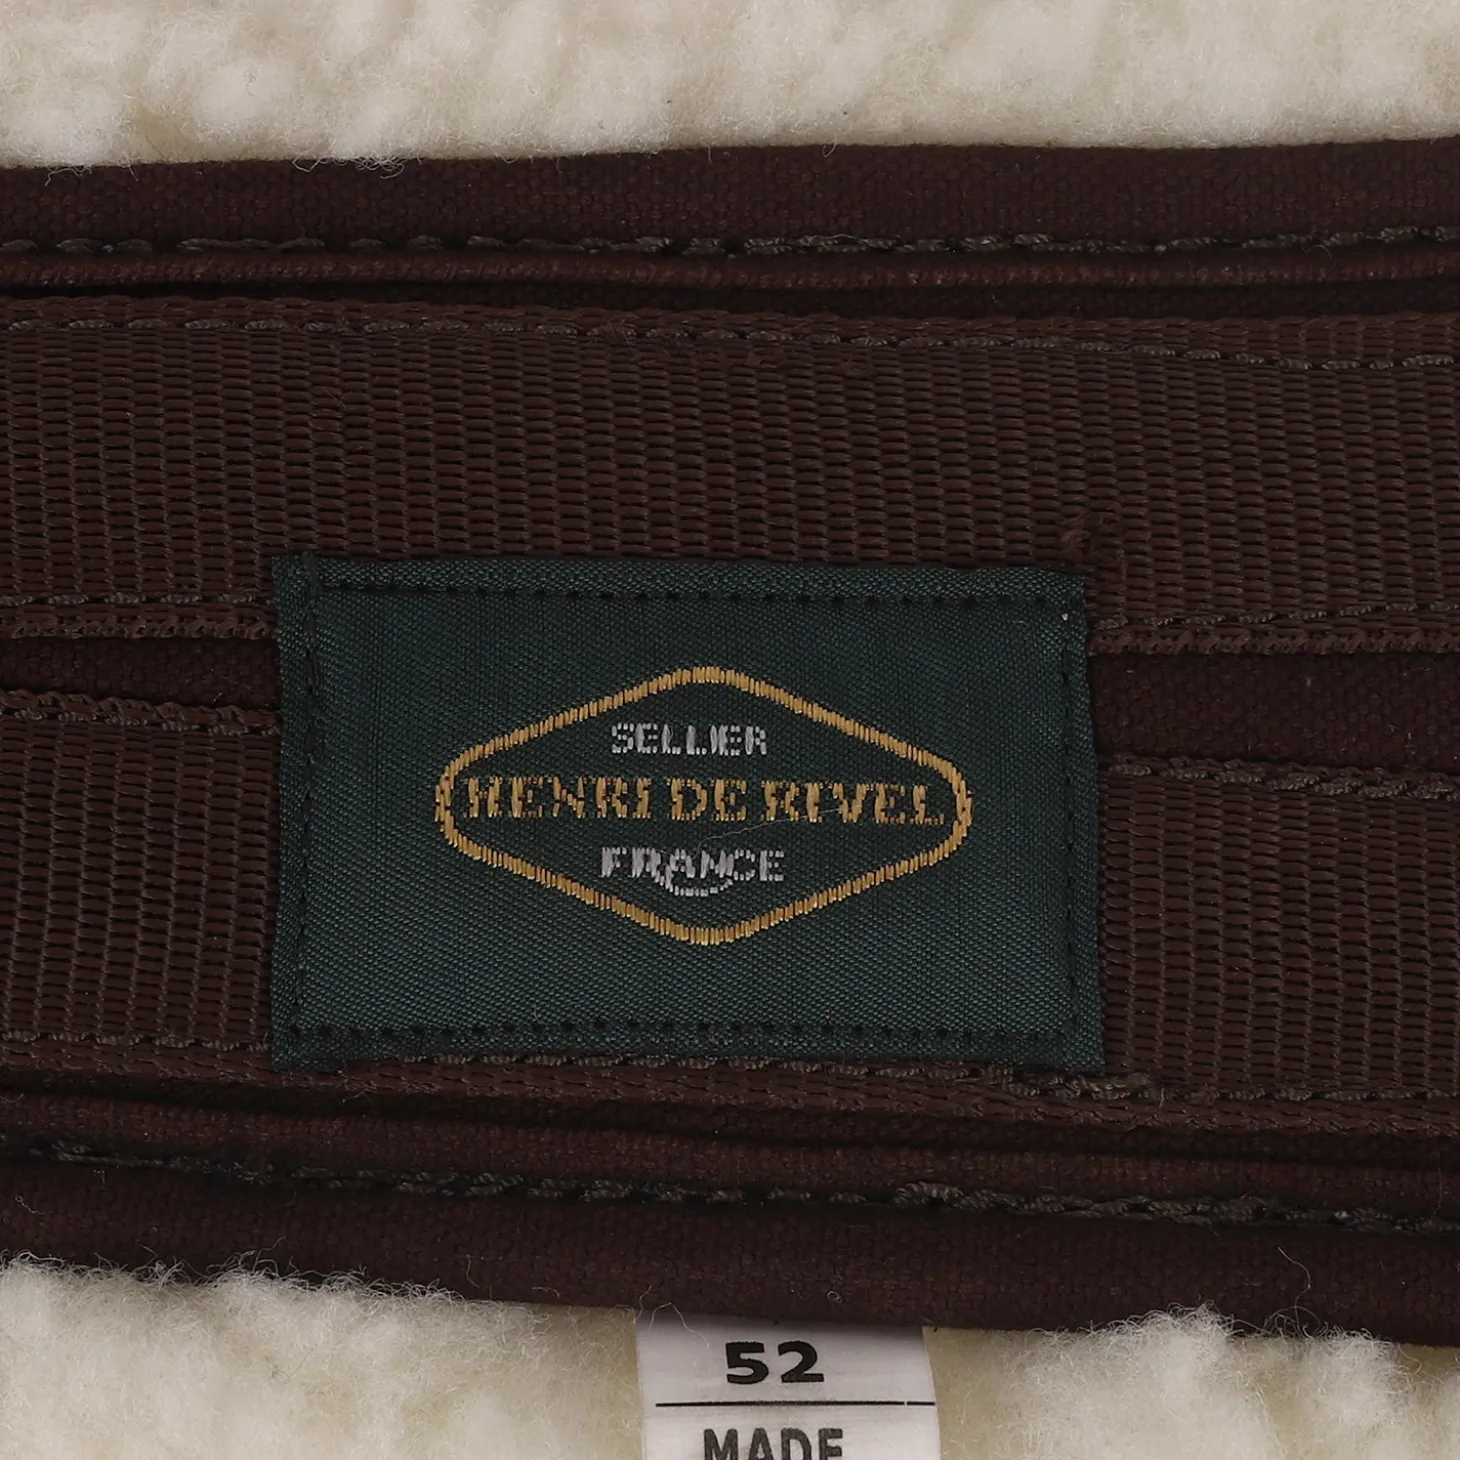 SELLIER
HENRI DE RIVEL
FRANCE
52
MADE